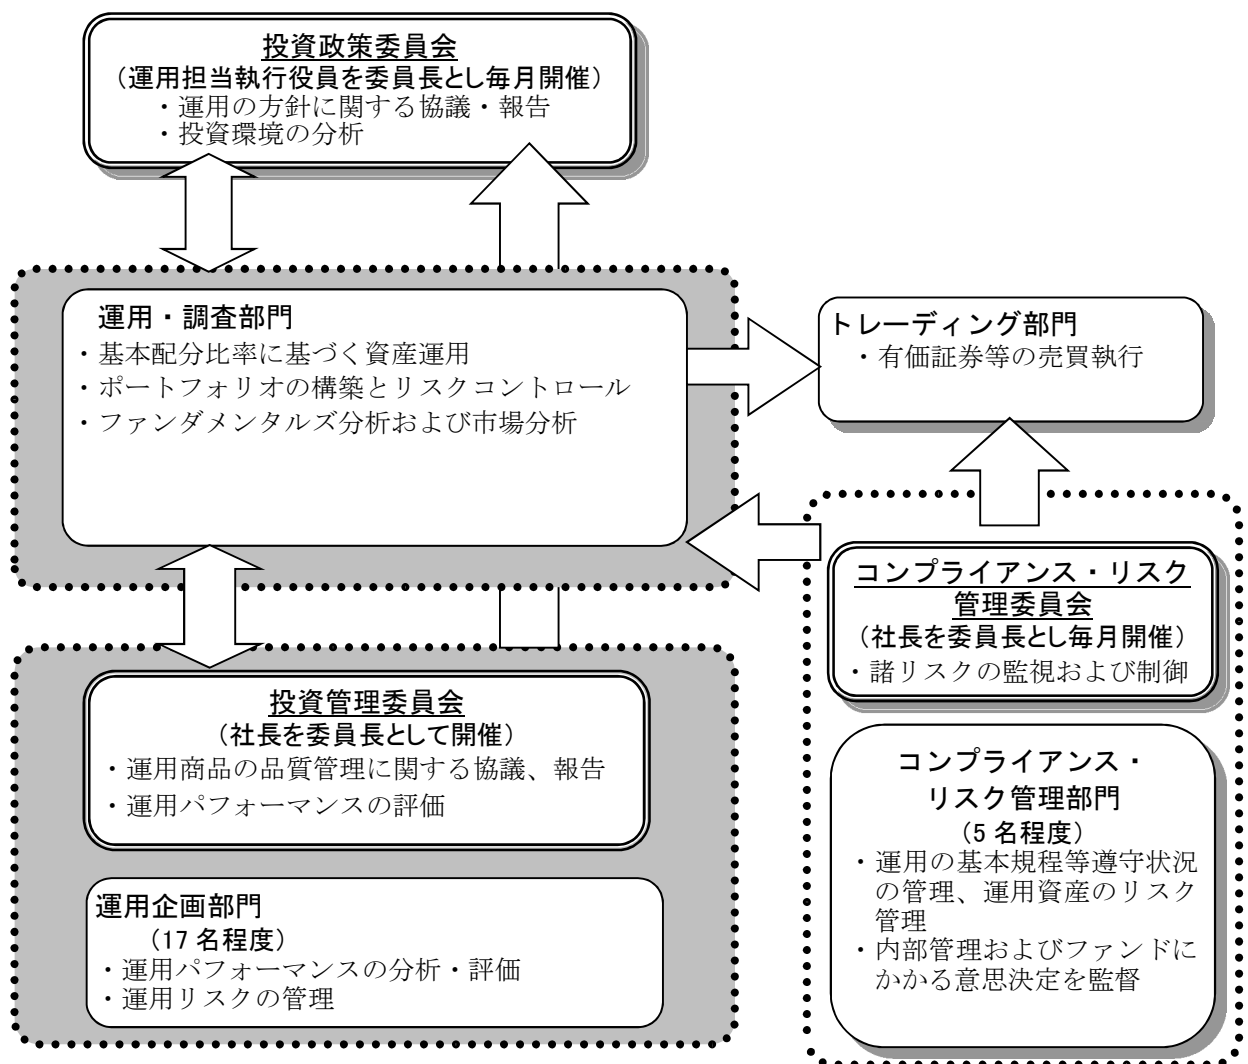 投資政策委員会
（運用担当執行役員を委員長とし毎月開催）
・運用の方針に関する協議・報告
・投資環境の分析
運用・調査部門
・基本配分比率に基づく資産運用
・ポートフォリオの構築とリスクコントロール
・ファンダメンタルズ分析および市場分析
トレーディング部門
・有価証券等の売買執行
コンプライアンス・リスク
管理委員会
（社長を委員長とし毎月開催）
・諸リスクの監視および制御
投資管理委員会
（社長を委員長として開催）
・運用商品の品質管理に関する協議、報告
・運用パフォーマンスの評価
運用企画部門
（17 名程度）
・運用パフォーマンスの分析・評価
・運用リスクの管理
コンプライアンス・
リスク管理部門
（5 名程度）
・運用の基本規程等遵守状況
の管理、運用資産のリスク
管理
・内部管理およびファンドに
かかる意思決定を監督